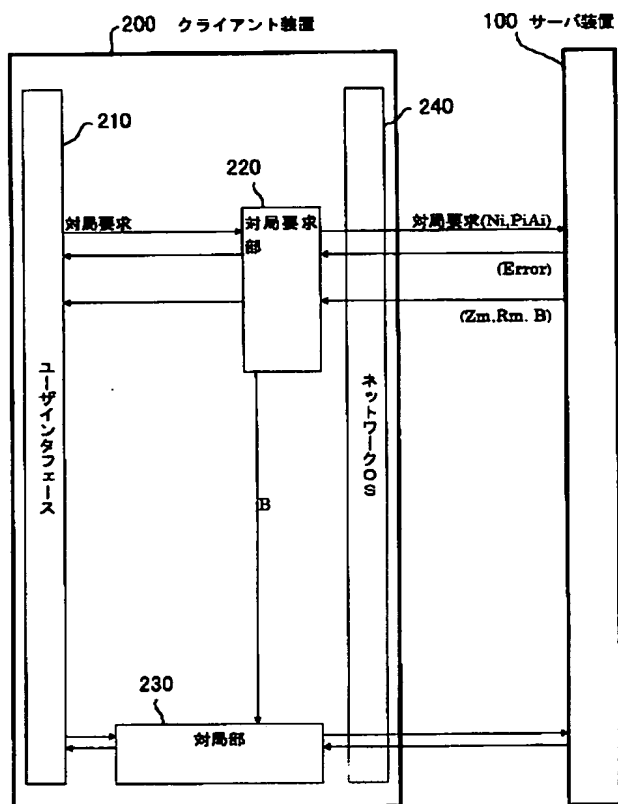 200 クライアント装置
100 サーバ装置
210
240
220
対局要求
対局要求
部
対局要求(Ni,PiAi)
(Error)
(Zm,Rm. B)
ユーザインタフェース
ネットワークOS
B
230
対局部